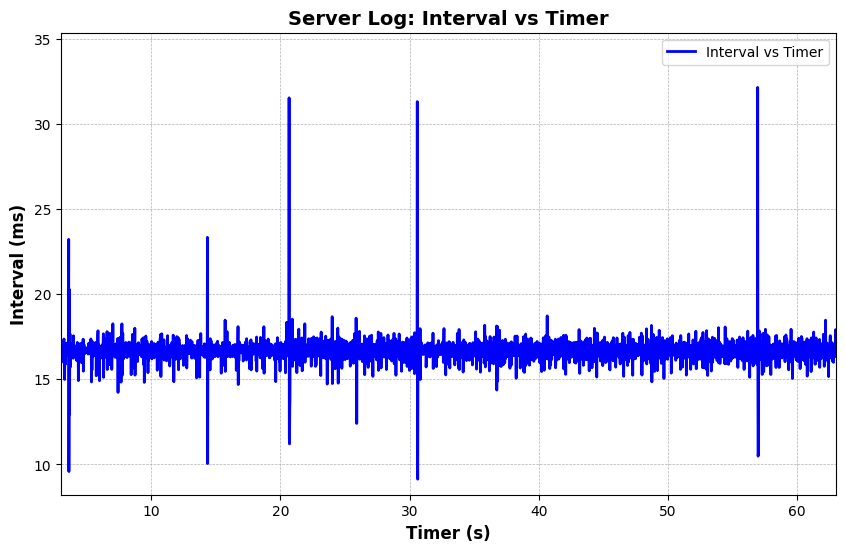 Server Log: Interval vs Timer
Interval vs Timer
35
30
25
20
15
10
Interval (ms)
10 20 30 40 50 60
Timer (s)